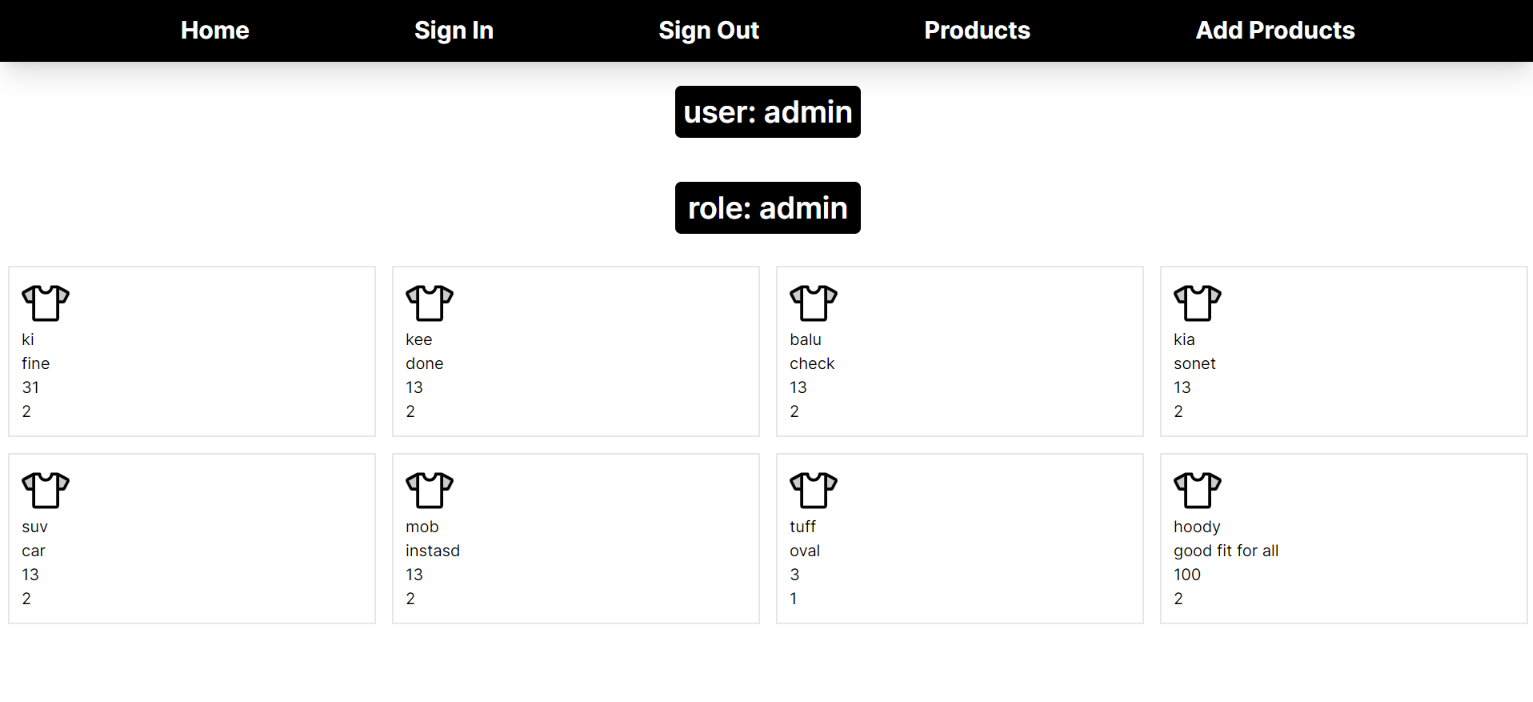 Home Sign In Sign Out Products Add Products
user: admin
role: admin
ki
fine
31
2
kee
done
13
2
balu
check
13
2
kia
sonet
13
2
suv
car
13
2
mob
instasd
13
2
tuff
oval
3
1
hoody
good fit for all
100
2